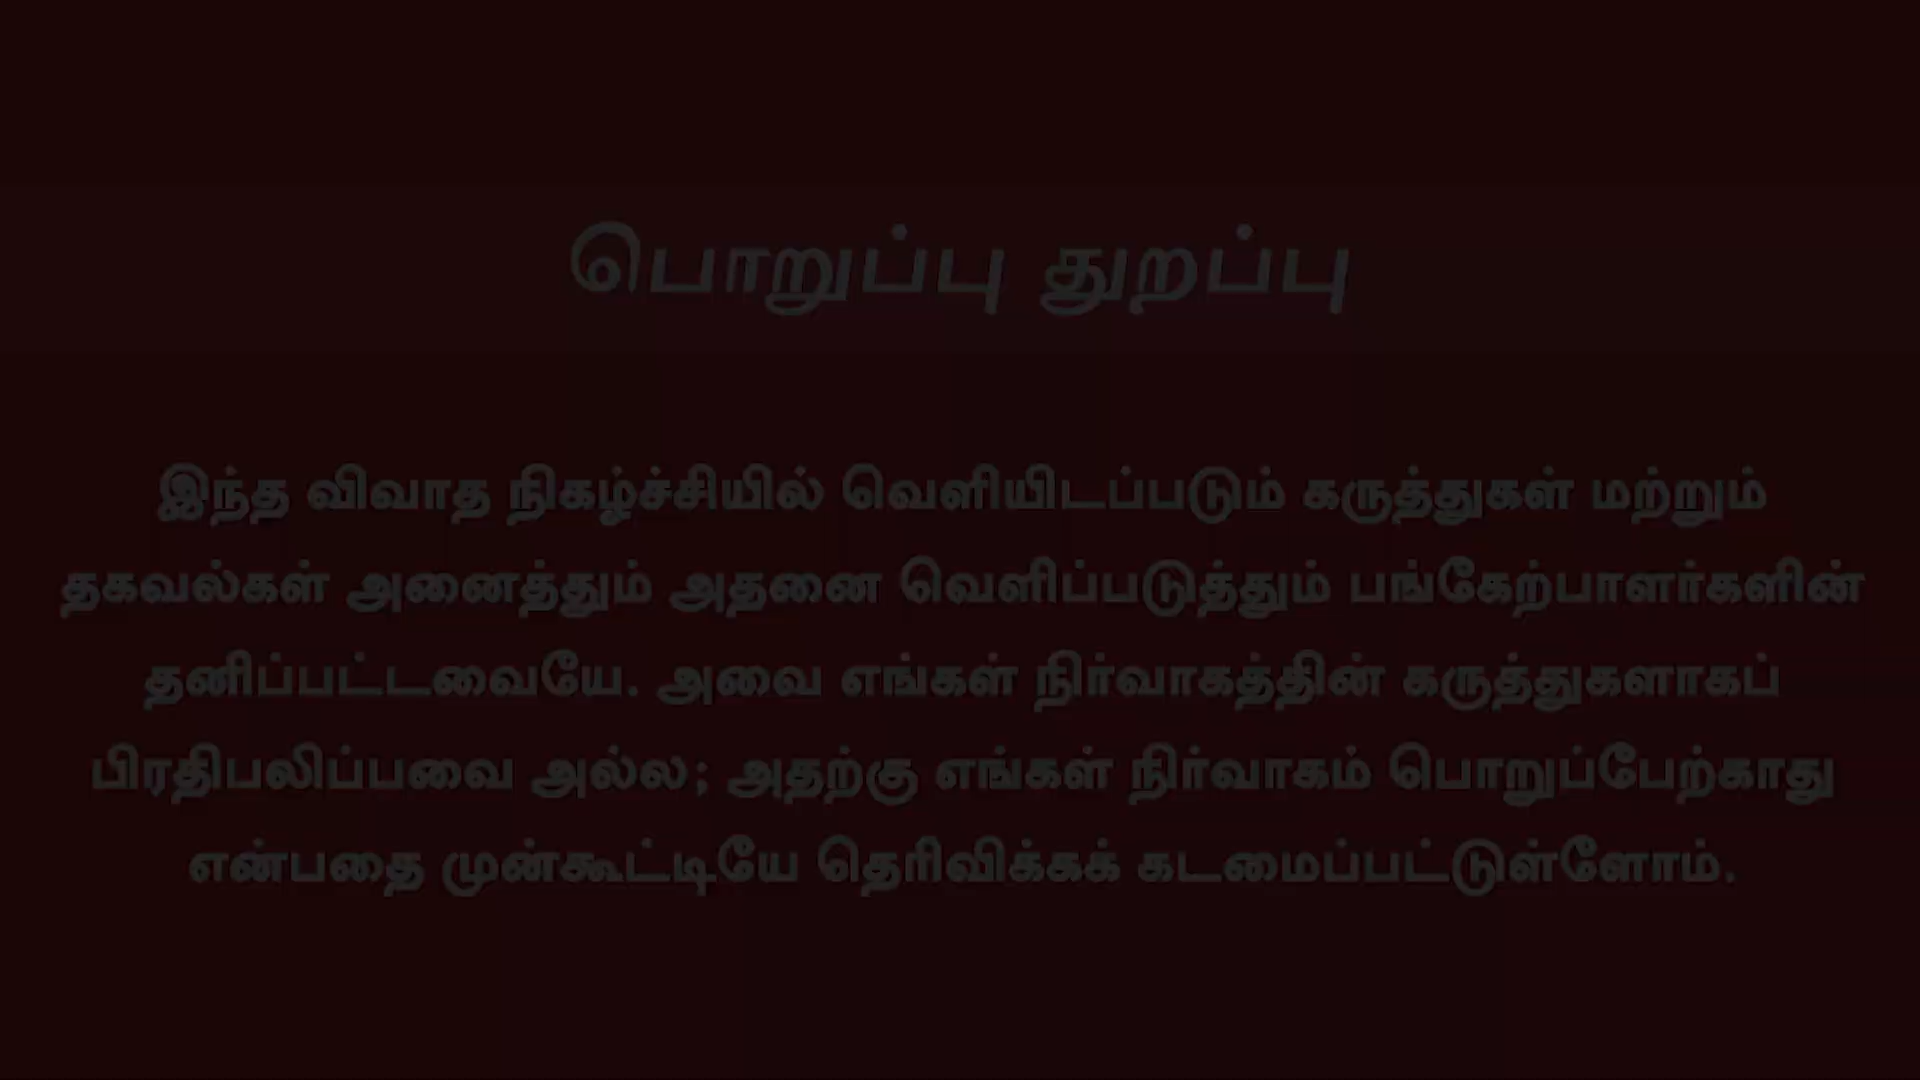 பொறுப்பு துறப்பு
இந்த விவாத நிகழ்ச்சியில் வெளியிடப்படும் கருத்துகள் மற்றும்
தகவல்கள் அனைத்தும் அதனை வெளிப்படுத்தும் பங்கேற்பாளர்களின்
தனிப்பட்டவையே. அவை எங்கள் நிர்வாகத்தின் கருத்துகளாகப்
பிரதிபலிப்பவை அல்ல; அதற்கு எங்கள் நிர்வாகம் பொறுப்பேற்காது
என்பதை முன்கூட்டியே தெரிவிக்கக் கடமைப்பட்டுள்ளோம்.